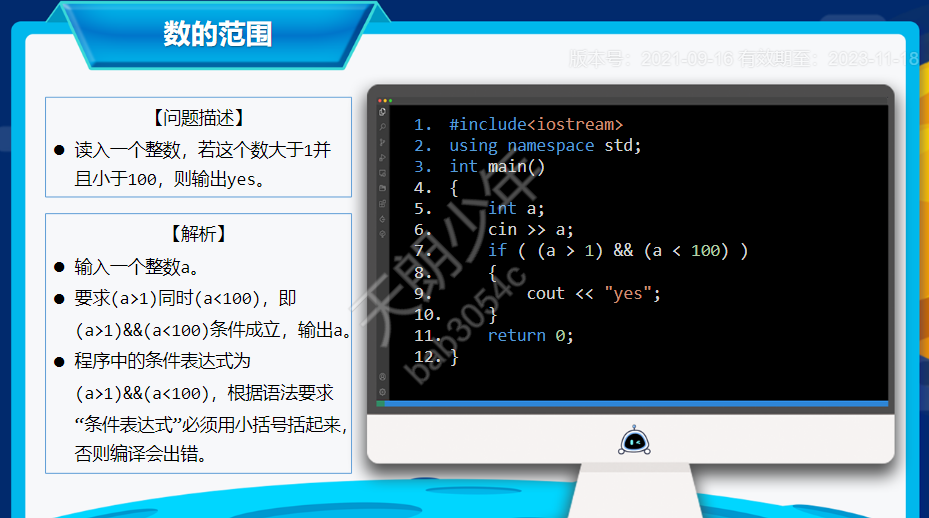 数的范围
版本号：2021-09-16 有效期至：2023-11-18
【问题描述】
● 读入一个整数，若这个数大于1并
且小于100，则输出yes。
【解析】
● 输入一个整数a。
● 要求(a>1)同时(a<100)，即
(a>1)&&(a<100)条件成立，输出a。
● 程序中的条件表达式为
(a>1)&&(a<100)，根据语法要求
“条件表达式”必须用小括号括起来，
否则编译会出错。
1. #include<iostream>
2. using namespace std;
3. int main()
4. {
5.     int a;
6.     cin >> a;
7.     if ( (a > 1) && (a < 100) )
8.     {
9.         cout << "yes";
10.     }
11.     return 0;
12. }
天朗少年
bab3054c